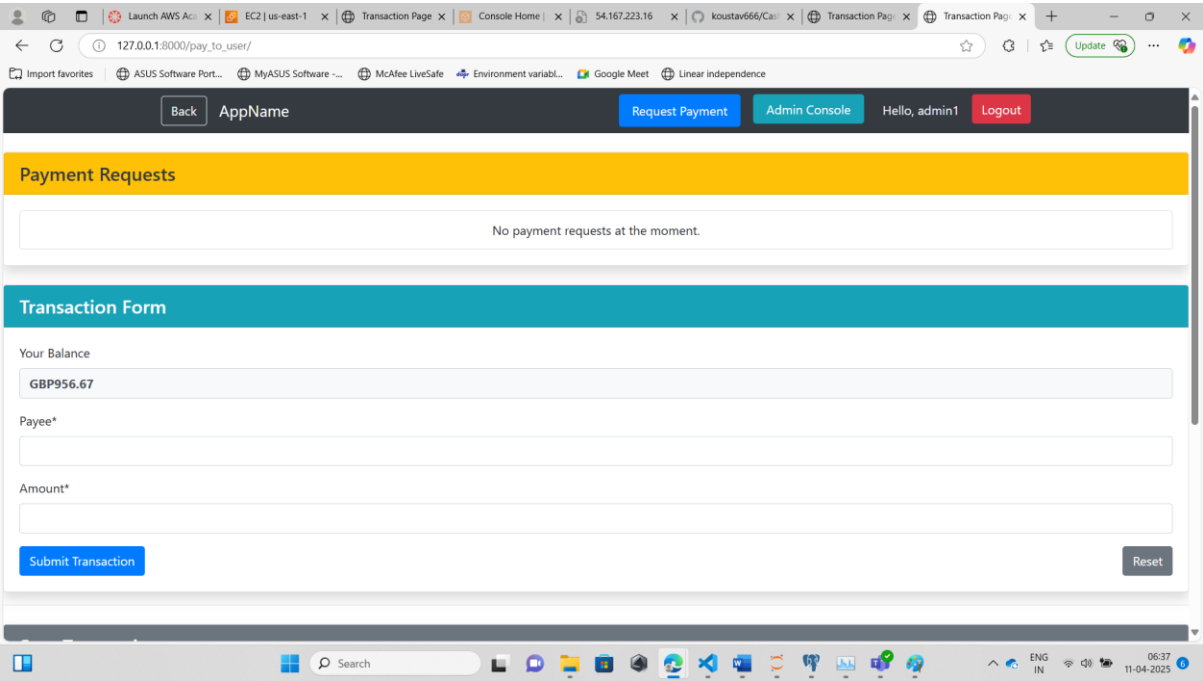 Launch AWS Aca
EC2 | us-east-1
Transaction Page
Console Home |
54.167.223.16
koustav666/Cas
Transaction Pag
Transaction Pag
127.0.0.1:8000/pay_to_user/
Update
Import favorites
ASUS Software Port...
MyASUS Software -...
McAfee LiveSafe
Environment variabl...
Google Meet
Linear independence
Back
AppName
Request Payment
Admin Console
Hello, admin1
Logout
Payment Requests
No payment requests at the moment.
Transaction Form
Your Balance
GBP956.67
Payee*
Amount*
Submit Transaction
Reset
Search
ENG
IN
06:37
11-04-2025
6